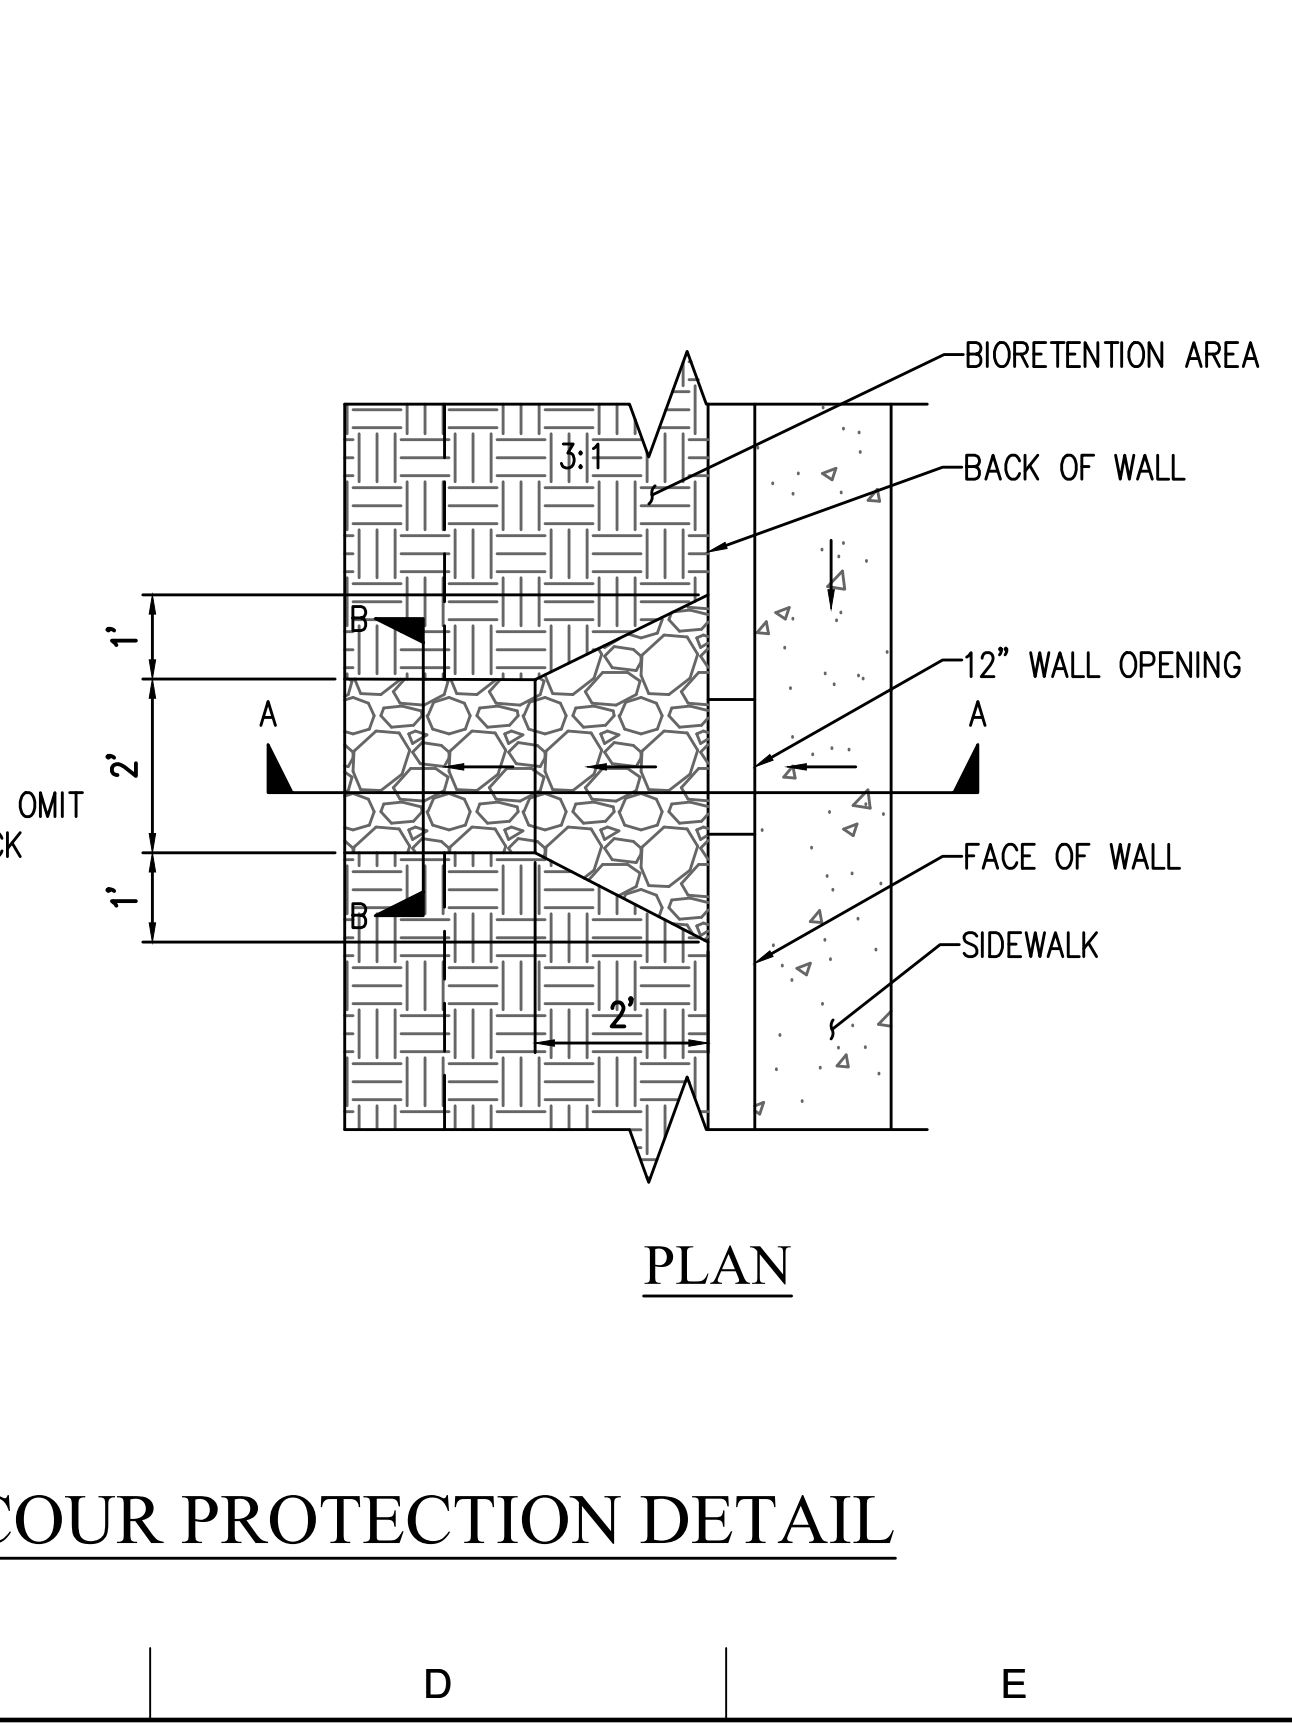 BIORETENTION AREA
3:1
BACK OF WALL
B
1'
12" WALL OPENING
A
A
2'
OMIT
FACE OF WALL
1'
B
SIDEWALK
2'
PLAN
PROTECTION DETAIL
D
E